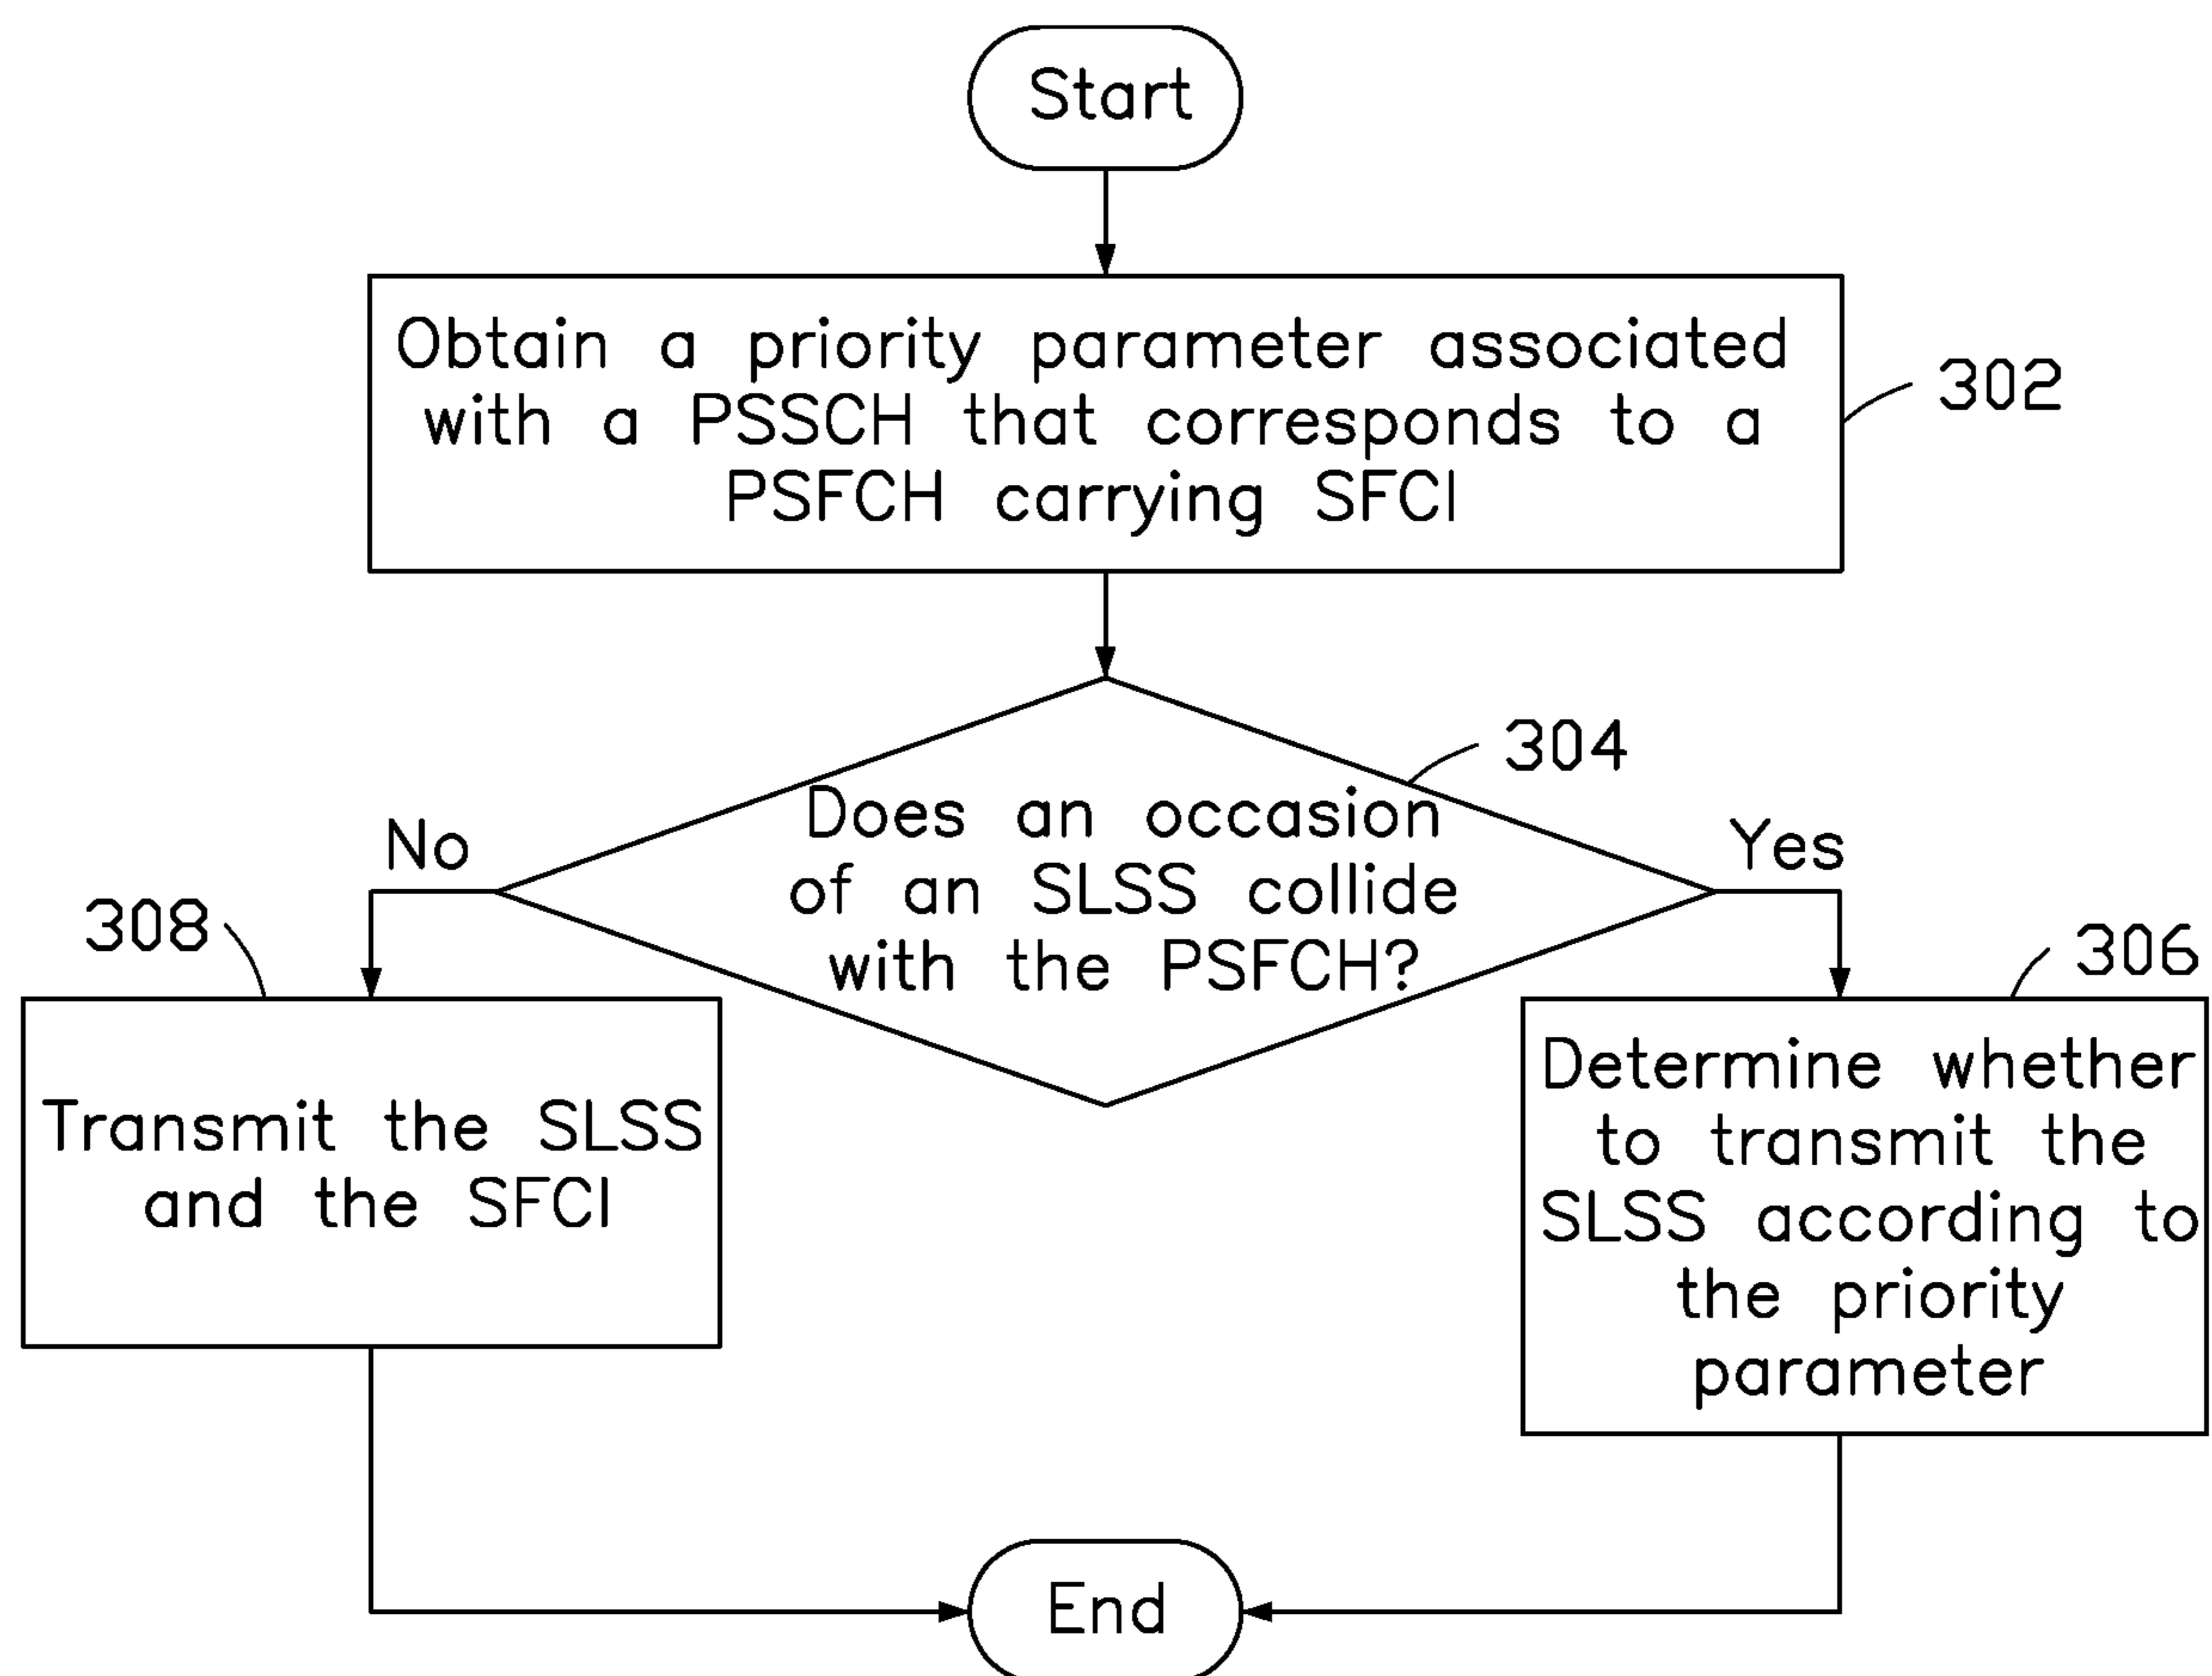 Start
Obtain a priority parameter associated
with a PSSCH that corresponds to a
PSFCH carrying SFCI
302
304
Does an occasion
of an SLSS collide
with the PSFCH?
No
Yes
308
306
Transmit the SLSS
and the SFCI
Determine whether
to transmit the
SLSS according to
the priority
parameter
End